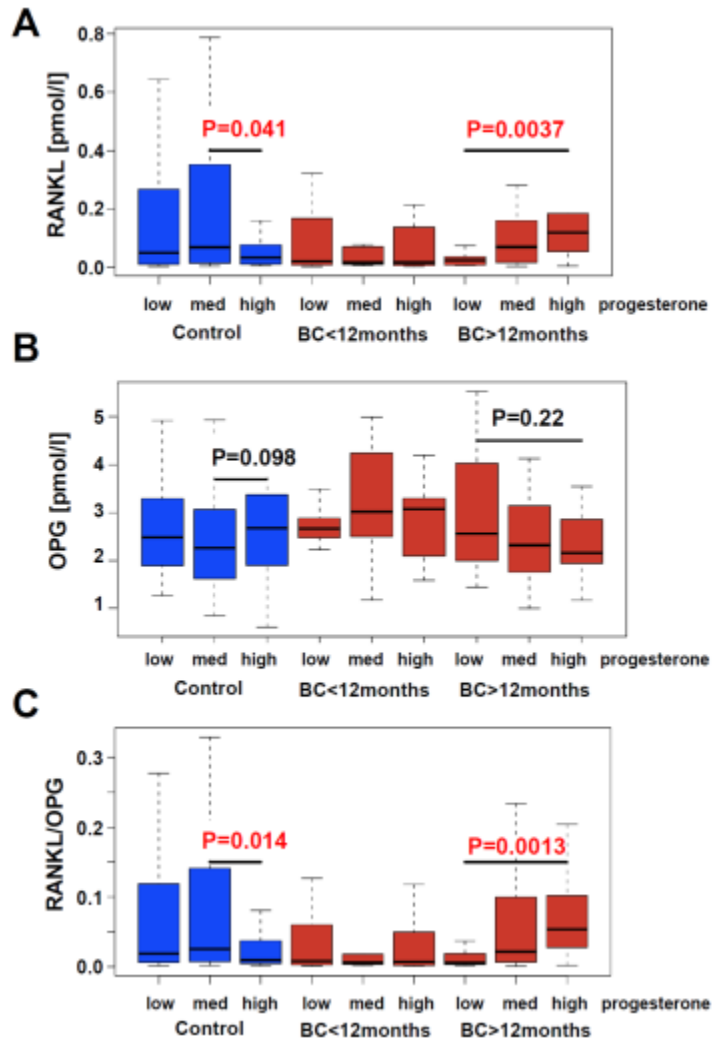 A
RANKL [pmol/l]
0.8
0.6
0.4
0.2
0.0
P=0.041
P=0.0037
low med high low med high low med high progesterone
Control BC<12months BC>12months
B
OPG [pmol/l]
5
4
3
2
1
P=0.098
P=0.22
low med high low med high low med high progesterone
Control BC<12months BC>12months
C
RANKL/OPG
0.3
0.2
0.1
0.0
P=0.014
P=0.0013
low med high low med high low med high progesterone
Control BC<12months BC>12months